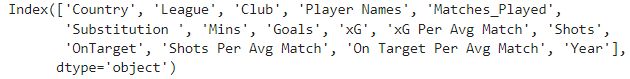 Index(['Country', 'League', 'Club', 'Player Names', 'Matches_Played',
'Substitution ', 'Mins', 'Goals', 'xG', 'xG Per Avg Match', 'Shots',
'OnTarget', 'Shots Per Avg Match', 'On Target Per Avg Match', 'Year'],
dtype='object')